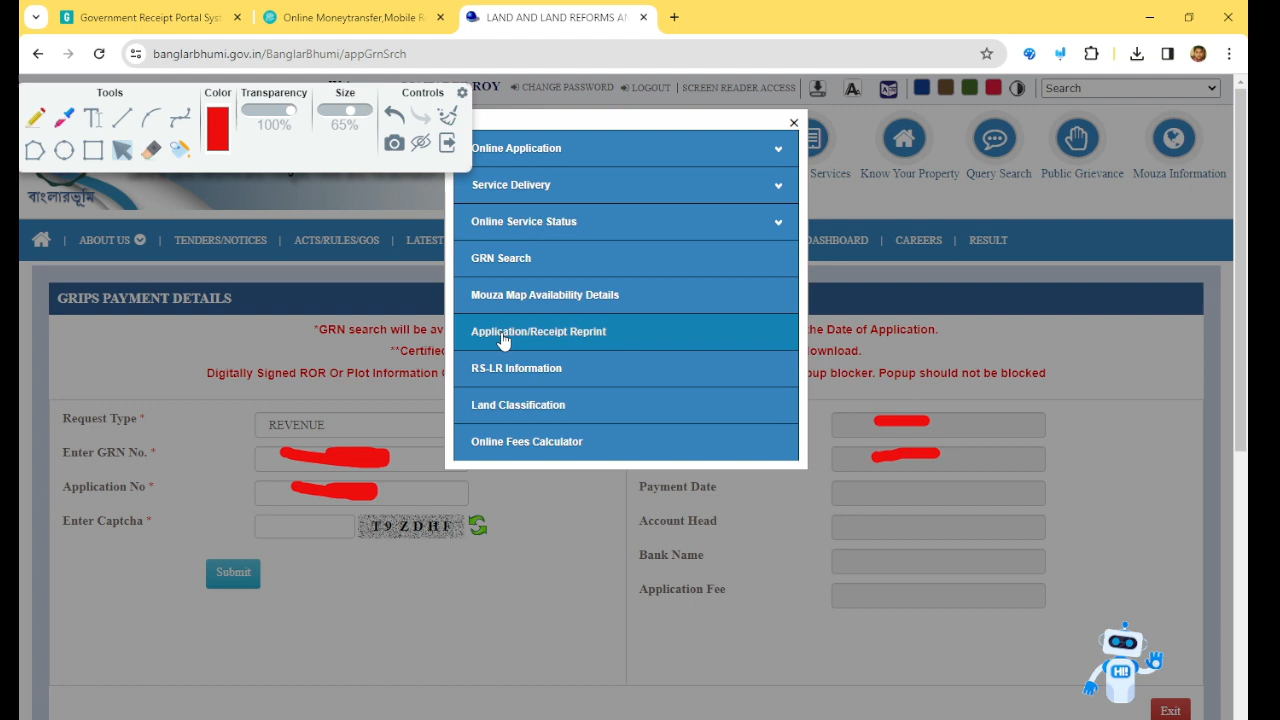 Government Receipt Portal Syst
Online Moneytransfer,Mobile R
LAND AND LAND REFORMS A
banglarbhumi.gov.in/BanglarBhumi/appGrnSrch
Tools
Color
Transparency
Size
Controls
100%
65%
ROY
CHANGE PASSWORD
LOGOUT
SCREEN READER ACCESS
A
Search
Services
Know Your Property
Query Search
Public Grievance
Mouza Information
বাংলারভূমি
ABOUT US
TENDERS/NOTICES
ACTS/RULES/GOS
LATEST
DASHBOARD
CAREERS
RESULT
Online Application
Service Delivery
Online Service Status
GRN Search
Mouza Map Availability Details
Application/Receipt Reprint
RS-LR Information
Land Classification
Online Fees Calculator
GRIPS PAYMENT DETAILS
*GRN search will be av the Date of Application.
**Certified ownload.
Digitally Signed ROR Or Plot Information upup blocker. Popup should not be blocked
Request Type *
REVENUE
Enter GRN No. *
Application No *
Enter Captcha *
T9ZDHF
Submit
Payment Date
Account Head
Bank Name
Application Fee
HI!
Exit